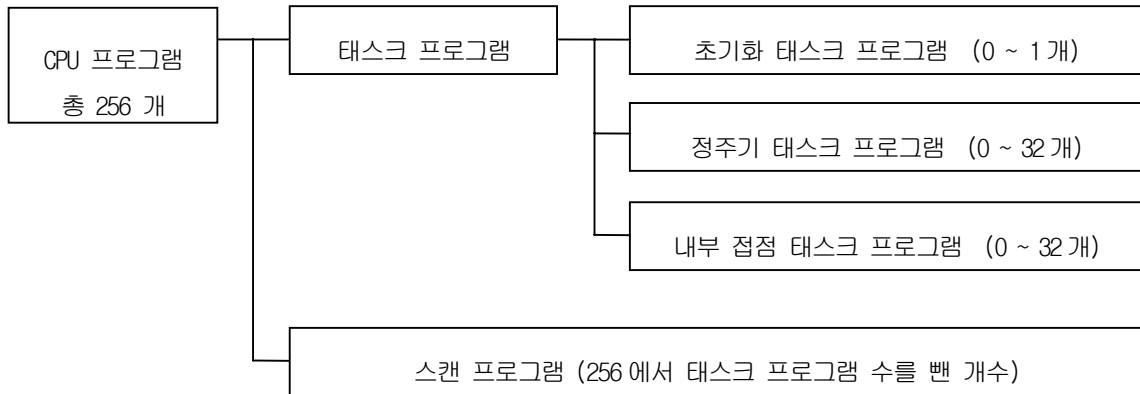 CPU 프로그램
총 256 개
태스크 프로그램
초기화 태스크 프로그램 (0 ~ 1 개)
정주기 태스크 프로그램 (0 ~ 32 개)
내부 접점 태스크 프로그램 (0 ~ 32 개)
스캔 프로그램 (256 에서 태스크 프로그램 수를 뺀 개수)